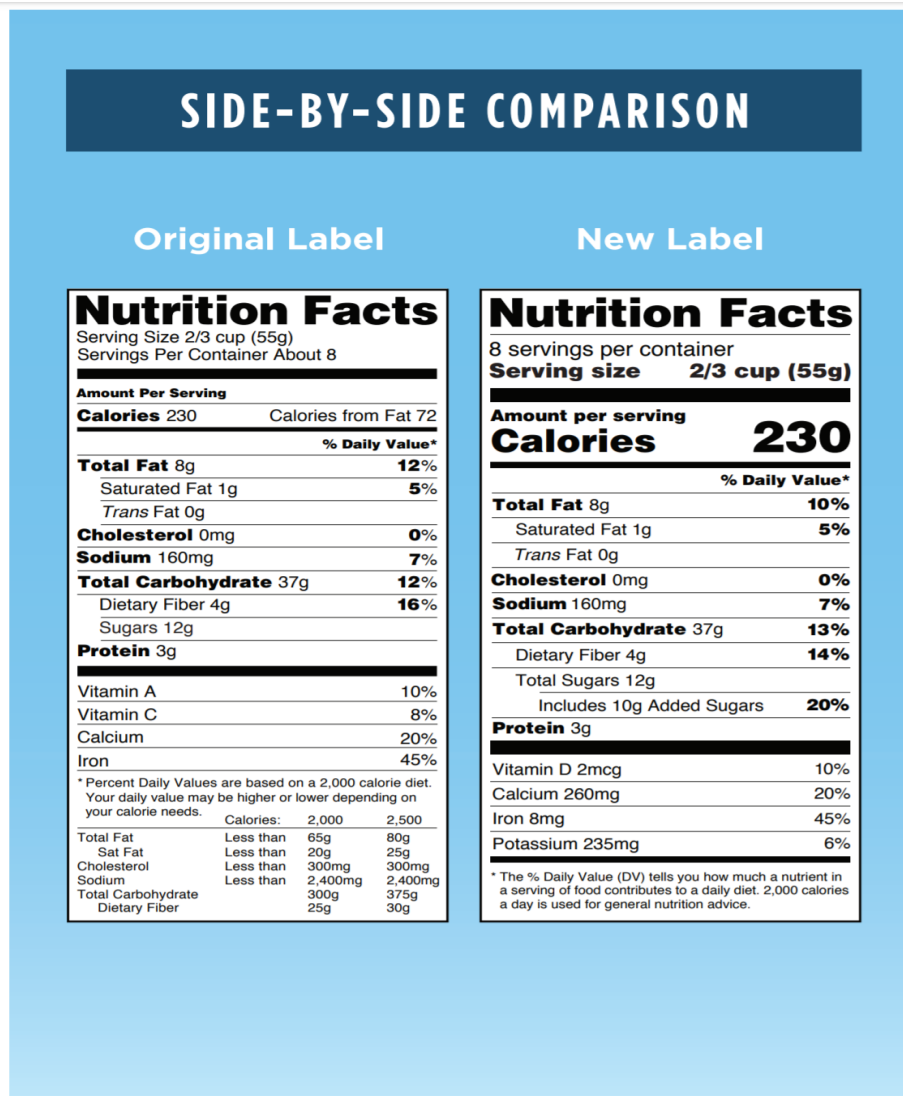 SIDE-BY-SIDE COMPARISON
Original Label
Nutrition Facts
Serving Size 2/3 cup (55g)
Servings Per Container About 8
Amount Per Serving
Calories 230 Calories from Fat 72
% Daily Value*
Total Fat 8g 12%
Saturated Fat 1g 5%
Trans Fat 0g
Cholesterol 0mg 0%
Sodium 160mg 7%
Total Carbohydrate 37g 12%
Dietary Fiber 4g 16%
Sugars 12g
Protein 3g
Vitamin A 10%
Vitamin C 8%
Calcium 20%
Iron 45%
* Percent Daily Values are based on a 2,000 calorie diet.
Your daily value may be higher or lower depending on
your calorie needs.
Calories: 2,000 2,500
Total Fat Less than 65g 80g
Sat Fat Less than 20g 25g
Cholesterol Less than 300mg 300mg
Sodium Less than 2,400mg 2,400mg
Total Carbohydrate 300g 375g
Dietary Fiber 25g 30g
New Label
Nutrition Facts
8 servings per container
Serving size 2/3 cup (55g)
Amount per serving
Calories 230
% Daily Value*
Total Fat 8g 10%
Saturated Fat 1g 5%
Trans Fat 0g
Cholesterol 0mg 0%
Sodium 160mg 7%
Total Carbohydrate 37g 13%
Dietary Fiber 4g 14%
Total Sugars 12g
Includes 10g Added Sugars 20%
Protein 3g
Vitamin D 2mcg 10%
Calcium 260mg 20%
Iron 8mg 45%
Potassium 235mg 6%
* The % Daily Value (DV) tells you how much a nutrient in
a serving of food contributes to a daily diet. 2,000 calories
a day is used for general nutrition advice.